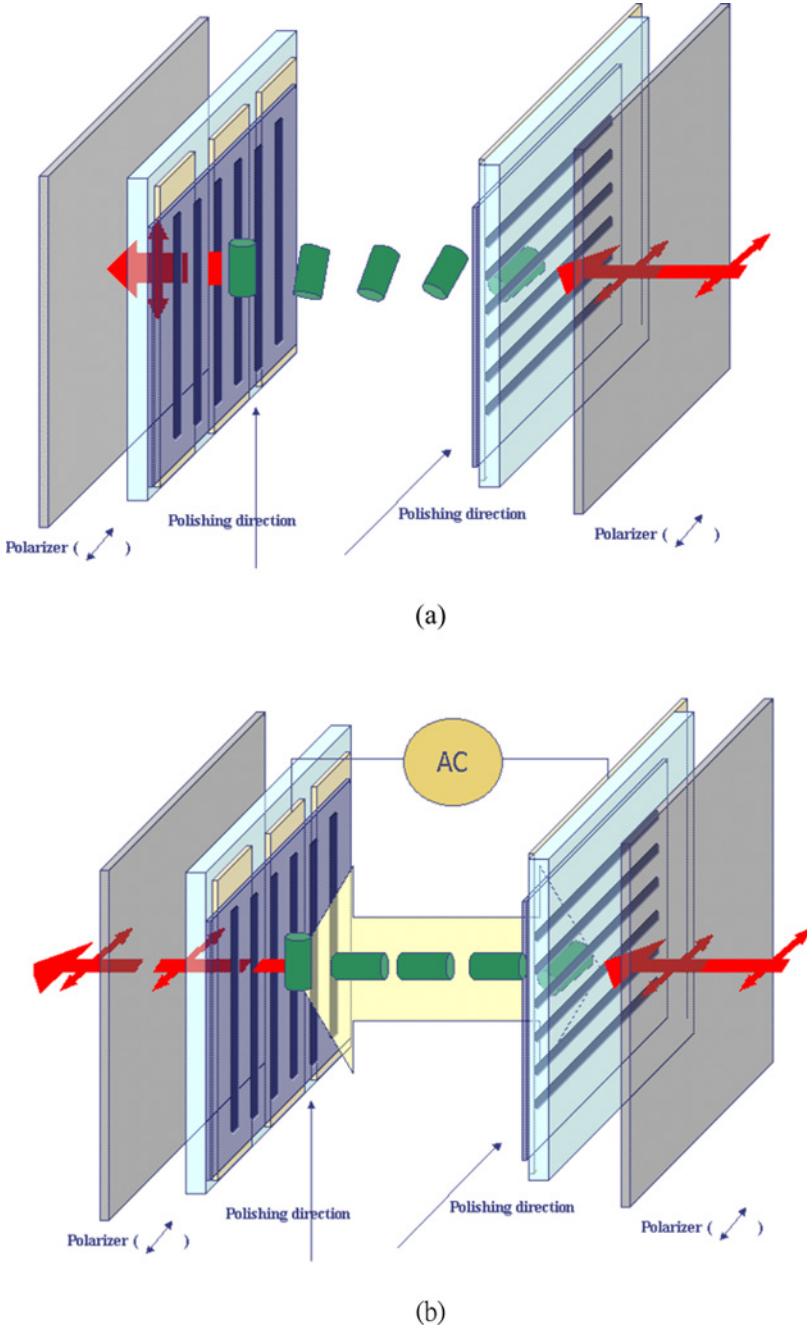 Polishing direction
Polishing direction
Polarizer ( )
Polarizer ( )
(a)
AC
Polishing direction
Polishing direction
Polarizer ( )
Polarizer ( )
(b)